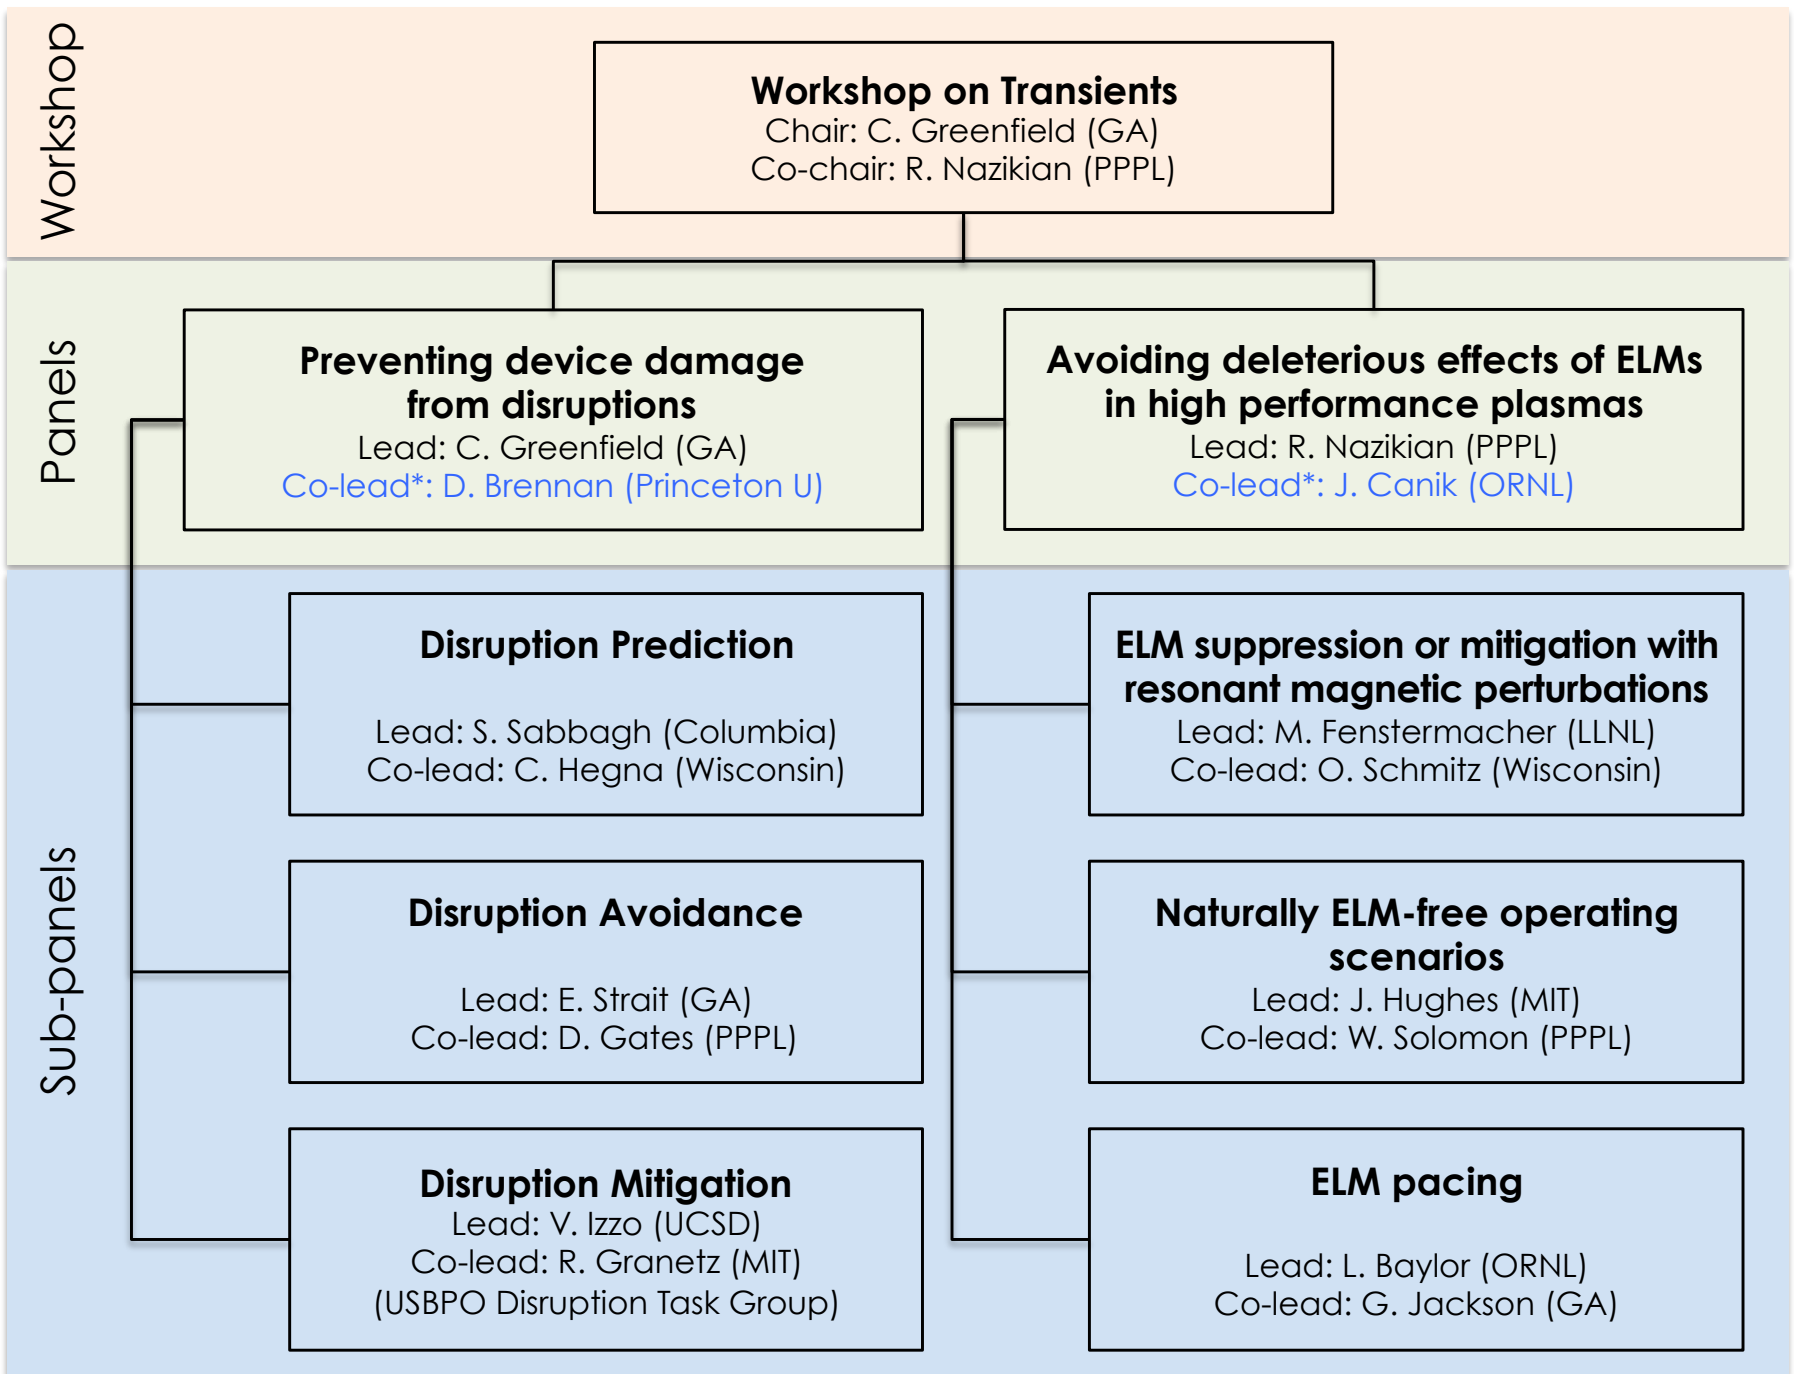 Workshop
Workshop on Transients
Chair: C. Greenfield (GA)
Co-chair: R. Nazikian (PPPL)
Panels
Preventing device damage
from disruptions
Lead: C. Greenfield (GA)
Co-lead*: D. Brennan (Princeton U)
Avoiding deleterious effects of ELMs
in high performance plasmas
Lead: R. Nazikian (PPPL)
Co-lead*: J. Canik (ORNL)
Sub-panels
Disruption Prediction
Lead: S. Sabbagh (Columbia)
Co-lead: C. Hegna (Wisconsin)
ELM suppression or mitigation with
resonant magnetic perturbations
Lead: M. Fenstermacher (LLNL)
Co-lead: O. Schmitz (Wisconsin)
Disruption Avoidance
Lead: E. Strait (GA)
Co-lead: D. Gates (PPPL)
Naturally ELM-free operating
scenarios
Lead: J. Hughes (MIT)
Co-lead: W. Solomon (PPPL)
Disruption Mitigation
Lead: V. Izzo (UCSD)
Co-lead: R. Granetz (MIT)
(USBPO Disruption Task Group)
ELM pacing
Lead: L. Baylor (ORNL)
Co-lead: G. Jackson (GA)